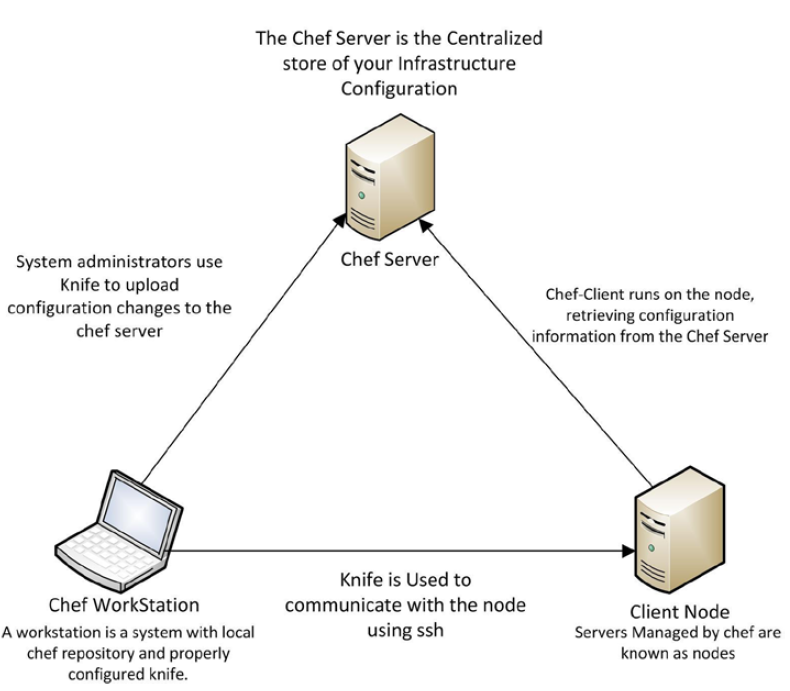 The Chef Server is the Centralized
store of your Infrastructure
Configuration
Chef Server
System administrators use
Knife to upload
configuration changes to the
chef server
Chef-Client runs on the node,
retrieving configuration
information from the Chef Server
Chef WorkStation
A workstation is a system with local
chef repository and properly
configured knife.
Knife is Used to
communicate with the node
using ssh
Client Node
Servers Managed by chef are
known as nodes